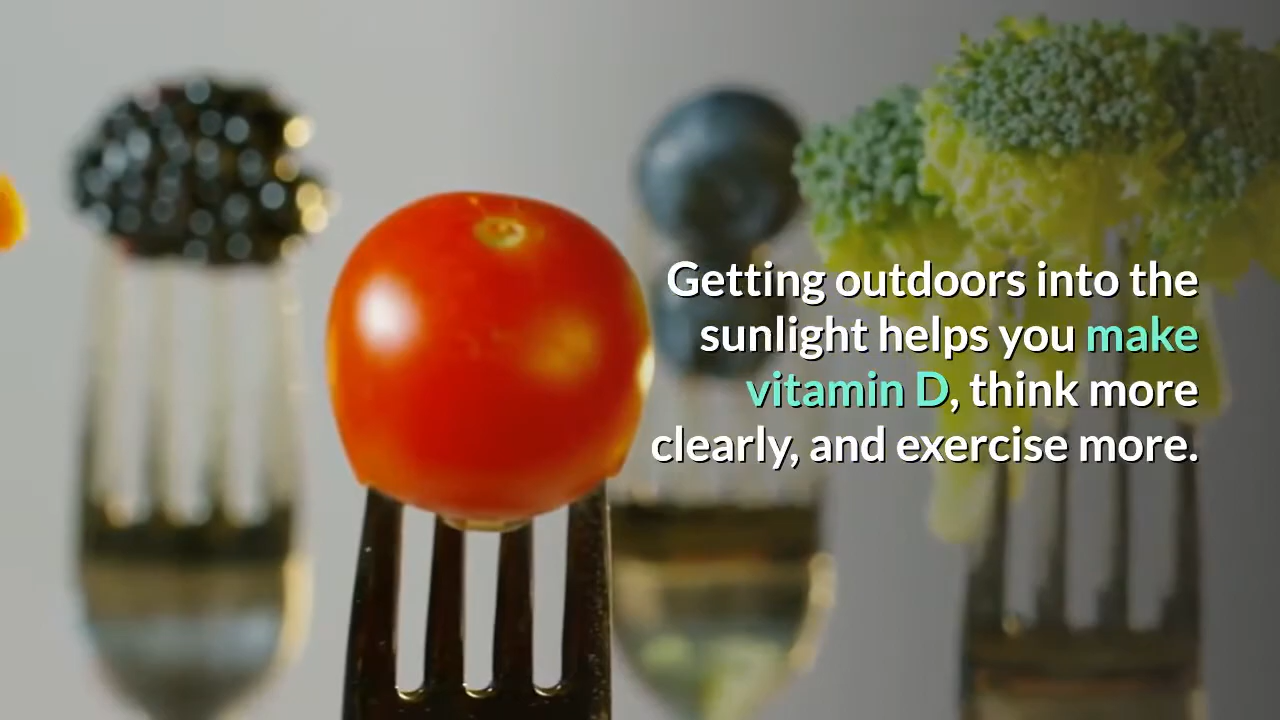 Getting outdoors into the
sunlight helps you make
vitamin D, think more
clearly, and exercise more.